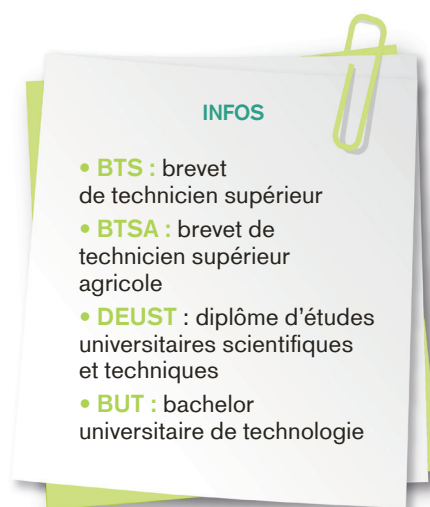 INFOS
• BTS : brevet
de technicien supérieur
• BTSA : brevet de
technicien supérieur
agricole
• DEUST : diplôme d'études
universitaires scientifiques
et techniques
• BUT : bachelor
universitaire de technologie